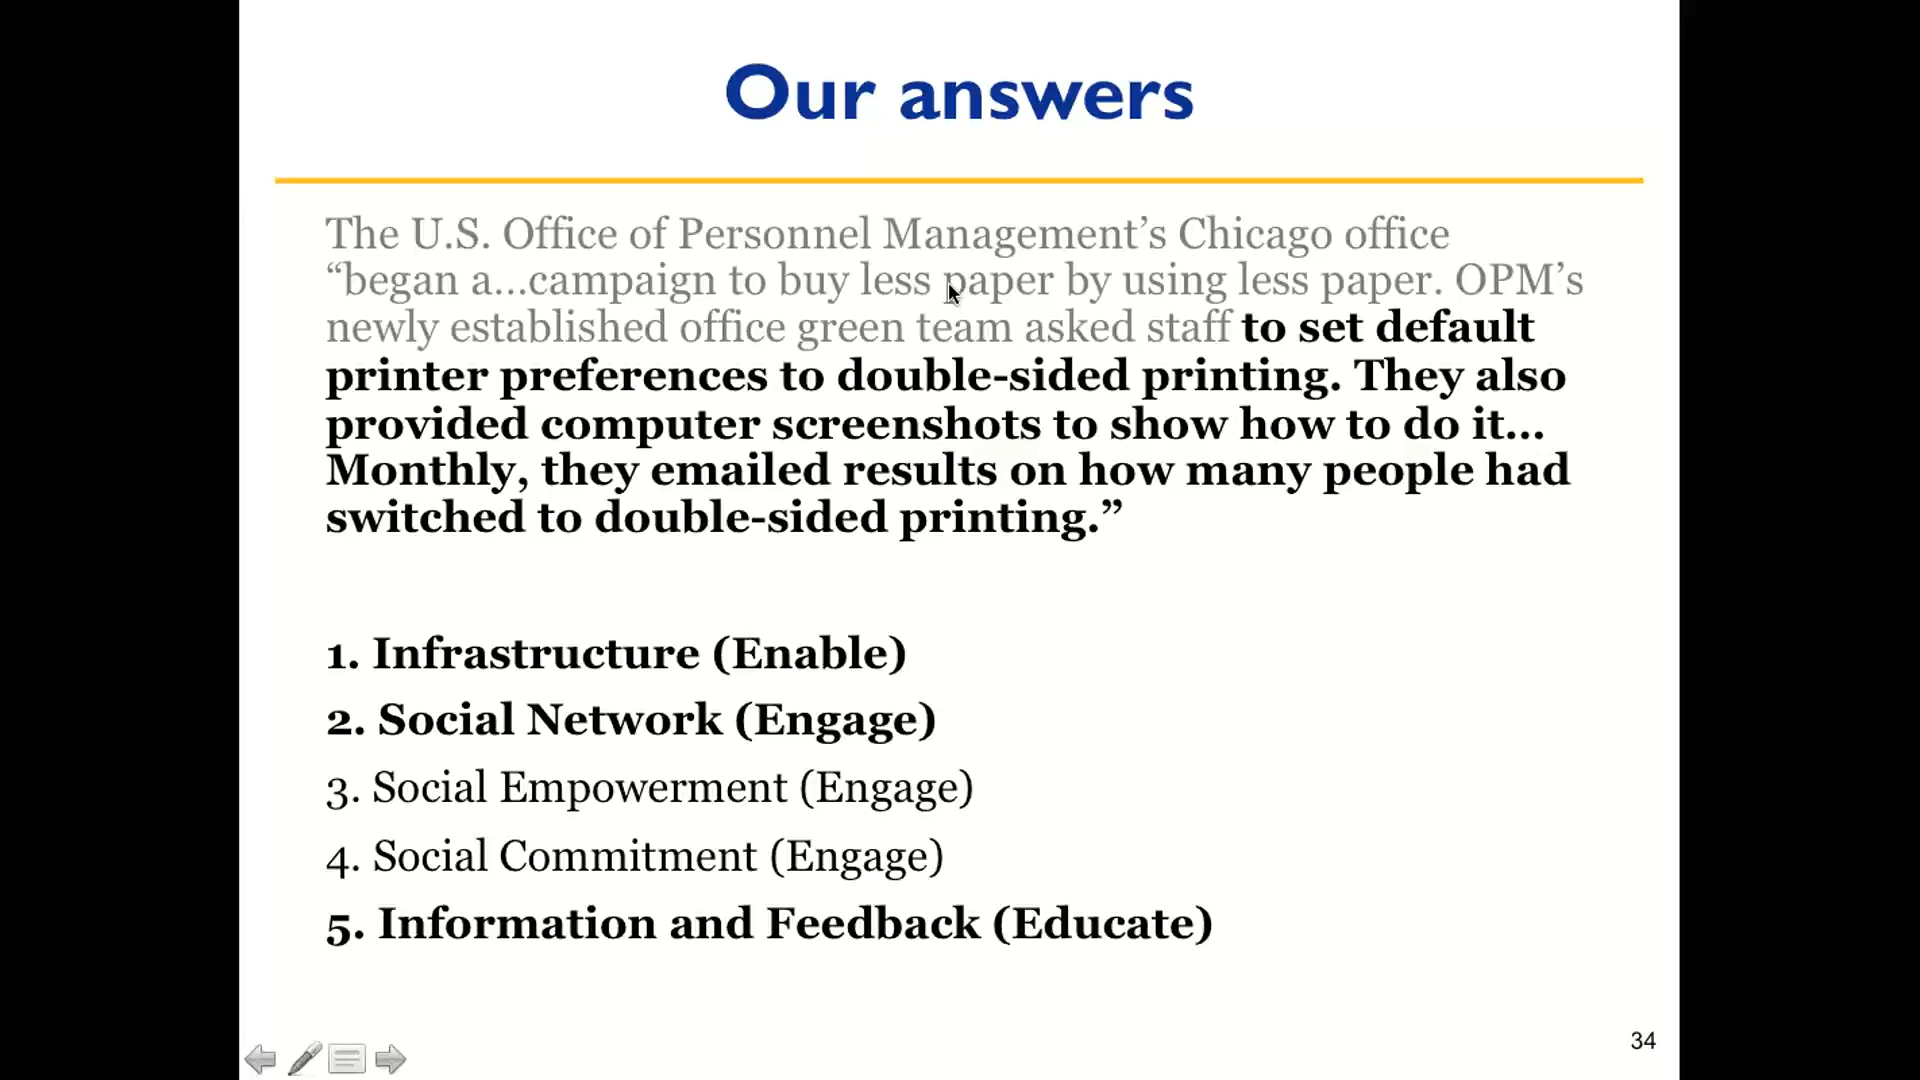 Our answers
The U.S. Office of Personnel Management’s Chicago office
“began a...campaign to buy less paper by using less paper. OPM’s
newly established office green team asked staff to set default
printer preferences to double-sided printing. They also
provided computer screenshots to show how to do it...
Monthly, they emailed results on how many people had
switched to double-sided printing.”
1. Infrastructure (Enable)
2. Social Network (Engage)
3. Social Empowerment (Engage)
4. Social Commitment (Engage)
5. Information and Feedback (Educate)
34